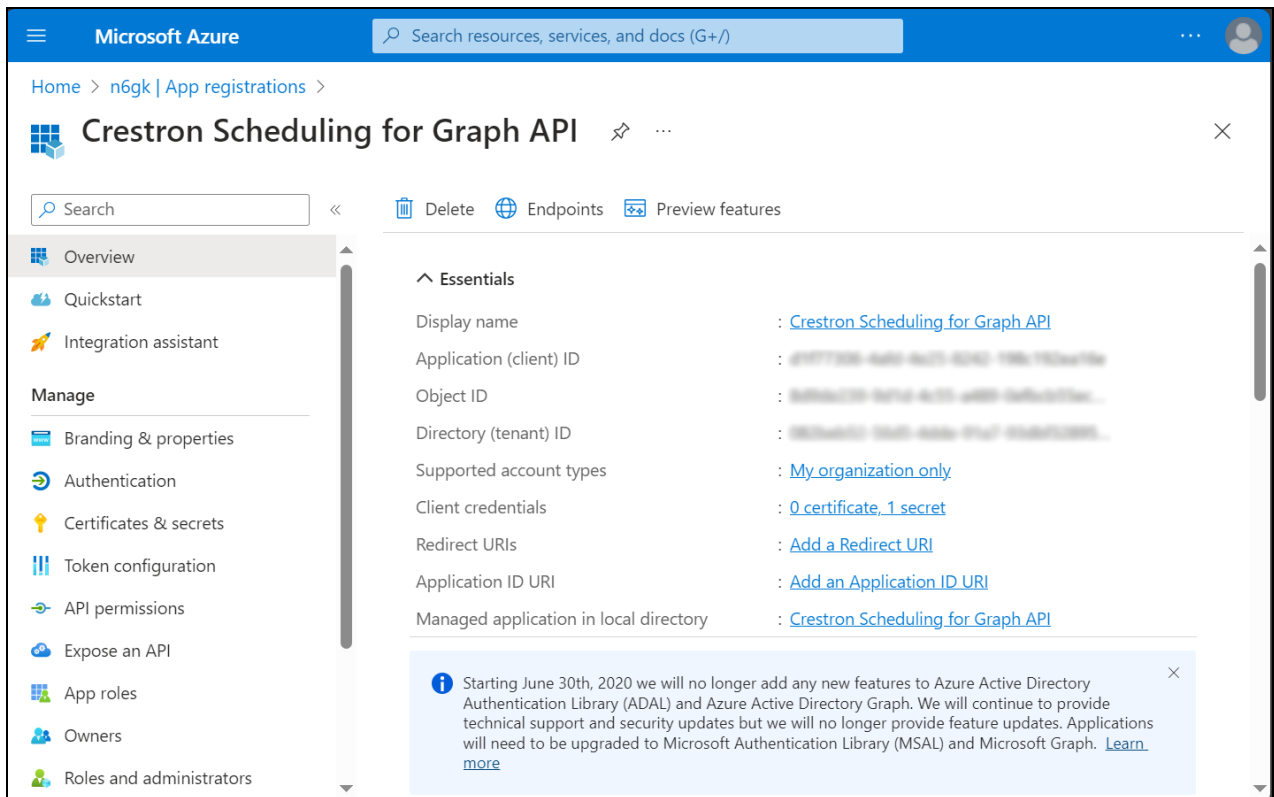 Microsoft Azure
Search resources, services, and docs (G+/)
Home > n6gk | App registrations >
Crestron Scheduling for Graph API
Search
Delete
Endpoints
Preview features
Overview
Quickstart
Integration assistant
Manage
Branding & properties
Authentication
Certificates & secrets
Token configuration
API permissions
Expose an API
App roles
Owners
Roles and administrators
Essentials
Display name : Crestron Scheduling for Graph API
Application (client) ID :
Object ID :
Directory (tenant) ID :
Supported account types : My organization only
Client credentials : 0 certificate, 1 secret
Redirect URIs : Add a Redirect URI
Application ID URI : Add an Application ID URI
Managed application in local directory : Crestron Scheduling for Graph API
Starting June 30th, 2020 we will no longer add any new features to Azure Active Directory
Authentication Library (ADAL) and Azure Active Directory Graph. We will continue to provide
technical support and security updates but we will no longer provide feature updates. Applications
will need to be upgraded to Microsoft Authentication Library (MSAL) and Microsoft Graph. Learn
more